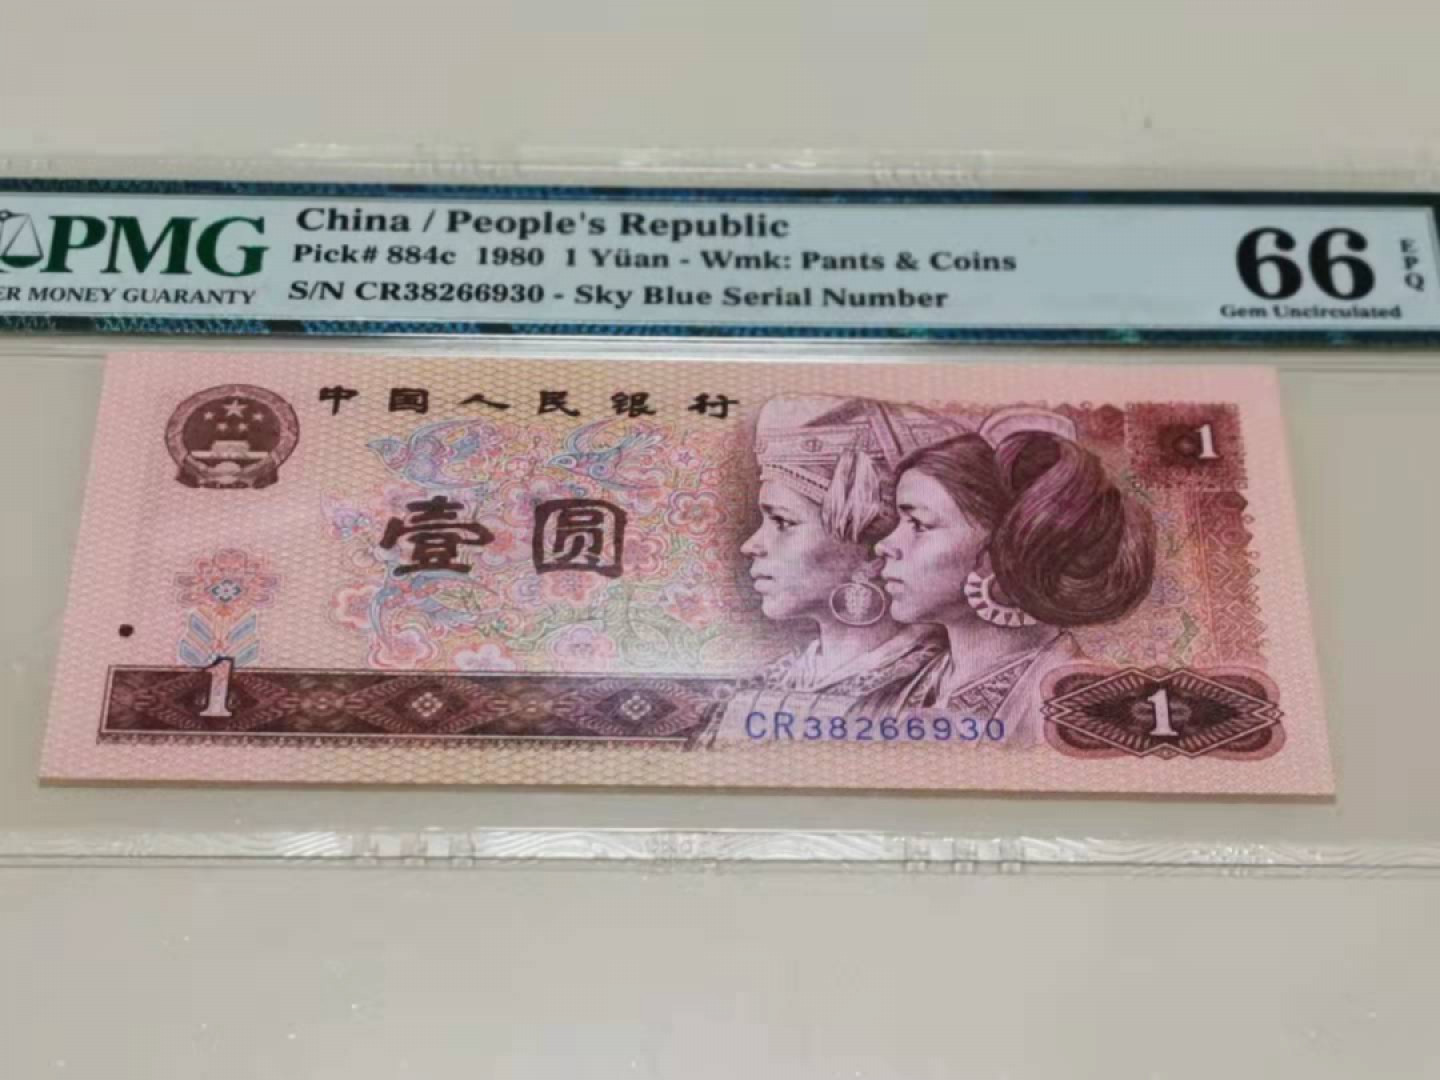 PMG
ER MONEY GUARANTY
China / People's Republic
Pick# 884c 1980 1 Yüan - Wmk: Pants & Coins
S/N CR38266930 - Sky Blue Serial Number
66
EPQ
Gem Uncirculated
中国人民银行
1
壹圆
1
CR38266930
1